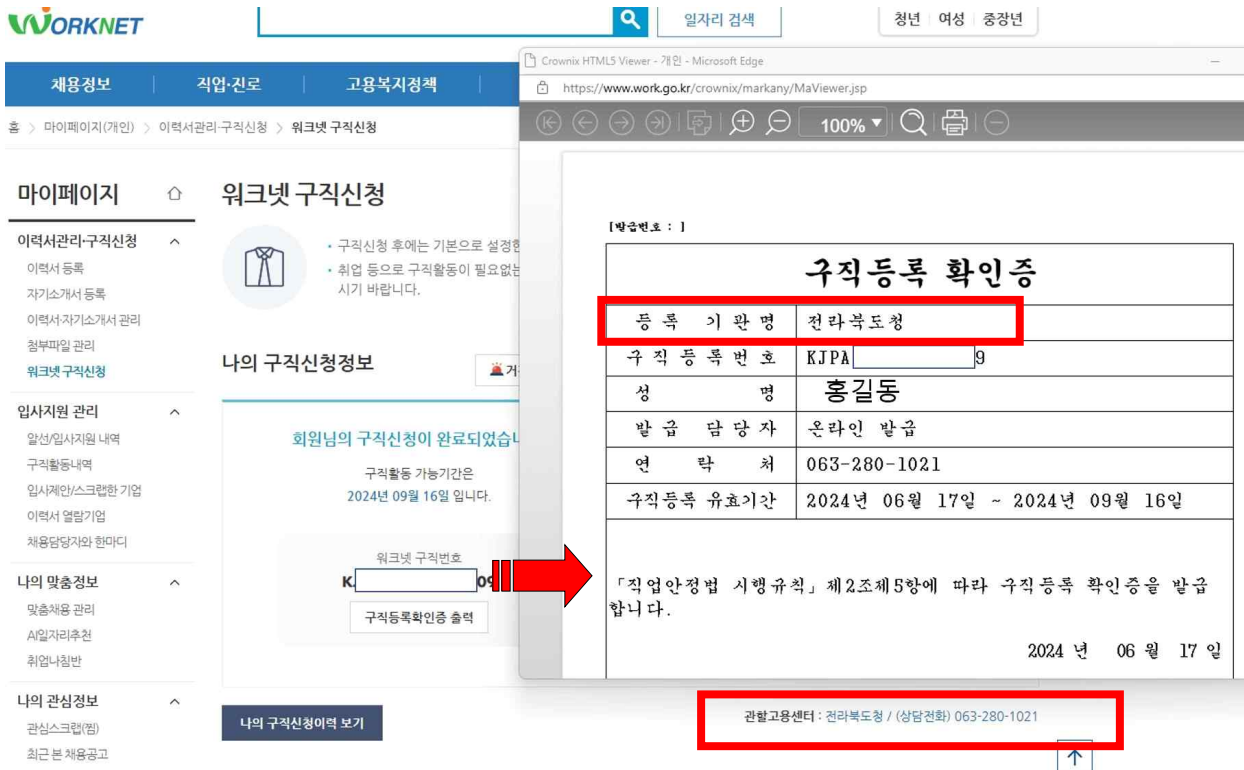 WORKNET
일자리 검색
청년 여성 중장년
채용정보 직업·진로 고용복지정책
홈 > 마이페이지(개인) > 이력서관리·구직신청 > 워크넷 구직신청
마이페이지
이력서관리·구직신청
이력서 등록
자기소개서 등록
이력서·자기소개서 관리
첨부파일 관리
워크넷 구직신청
입사지원 관리
알선/입사지원 내역
구직활동내역
입사제안/스크랩한 기업
이력서 열람기업
채용담당자와 한마디
나의 맞춤정보
맞춤채용 관리
AI일자리추천
취업나침반
나의 관심정보
관심스크랩(찜)
최근 본 채용공고
워크넷 구직신청
• 구직신청 후에는 기본으로 설정한
• 취업 등으로 구직활동이 필요없는
시기 바랍니다.
나의 구직신청정보
거
회원님의 구직신청이 완료되었습니
구직활동 가능기간은
2024년 09월 16일 입니다.
워크넷 구직번호
K. 09
구직등록확인증 출력
나의 구직신청이력 보기
Crownix HTML5 Viewer - 개인 - Microsoft Edge
https://www.work.go.kr/crownix/markany/MaViewer.jsp
100%
[발급번호 : ]
구직등록 확인증
등록 기관명 전라북도청
구직등록번호 KJPA 9
성 명 홍길동
발급 담당자 온라인 발급
연 락 처 063-280-1021
구직등록 유효기간 2024년 06월 17일 ~ 2024년 09월 16일
「직업안정법 시행규칙」제2조제5항에 따라 구직등록 확인증을 발급
합니다.
2024 년 06 월 17 일
관할고용센터 : 전라북도청 / (상담전화) 063-280-1021